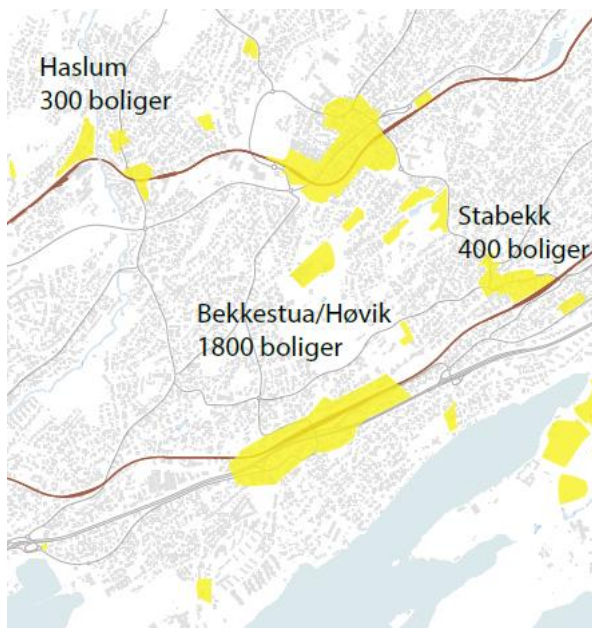 Haslum
300 boliger
Stabekk
400 boliger
Bekkestua/Høvik
1800 boliger